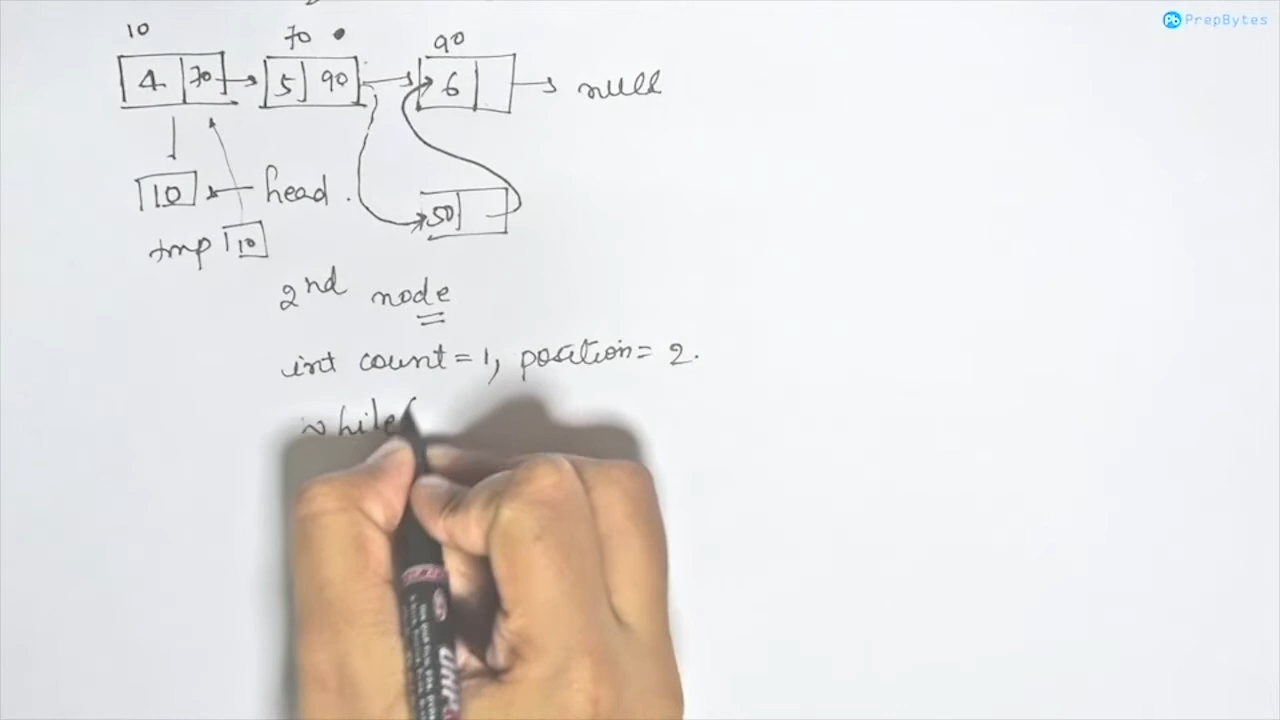 PrepBytes
10 70 90
4 70 5 90 6 null
10 head.
50
tmp 10
2nd node
int count = 1, position = 2.
while(